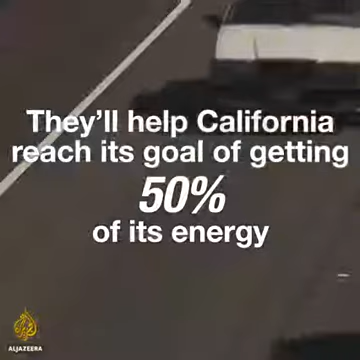 They'll help California
reach its goal of getting
50%
of its energy
ALJAZEERA